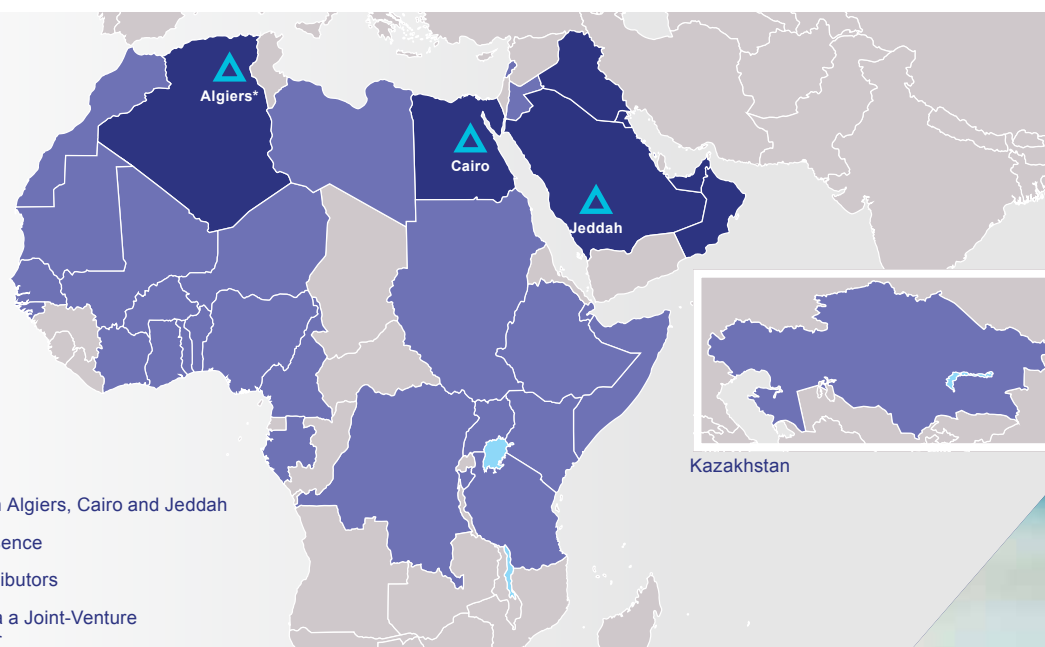 Algiers*
Cairo
Jeddah
Kazakhstan
Algiers, Cairo and Jeddah
ence
ibutors
a Joint-Venture